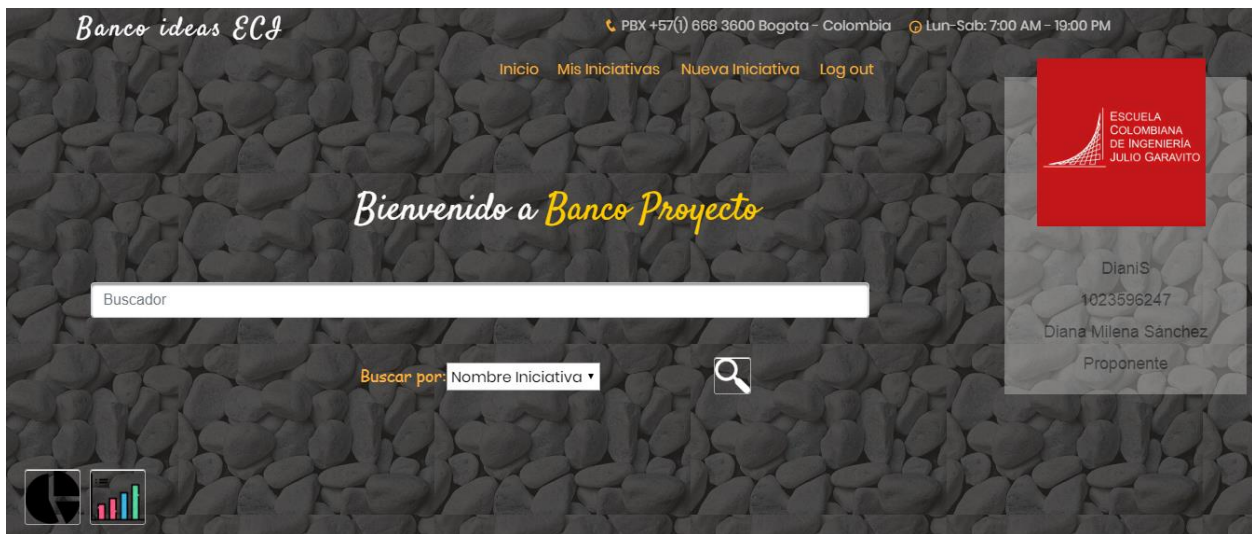 Banco ideas ECI
PBX +57(1) 668 3600 Bogota - Colombia
Lun-Sab: 7:00 AM - 19:00 PM
Inicio Mis Iniciativas Nueva Iniciativa Log out
ESCUELA
COLOMBIANA
DE INGENIERÍA
JULIO GARAVITO
Bienvenido a Banco Proyecto
Buscador
Buscar por: Nombre Iniciativa
DianiS
1023596247
Diana Milena Sánchez
Proponente